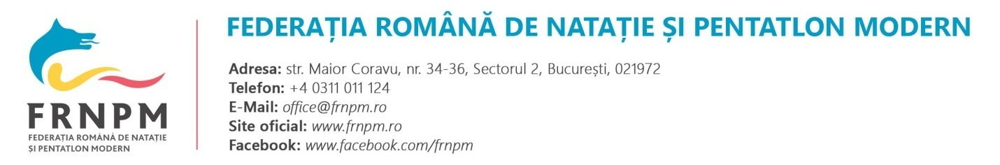 FEDERAȚIA ROMÂNĂ DE NATAȚIE ȘI PENTATLON MODERN
Adresa: str. Maior Coravu, nr. 34-36, Sectorul 2, București, 021972
Telefon: +4 0311 011 124
E-Mail: office@frnpm.ro
Site oficial: www.frnpm.ro
Facebook: www.facebook.com/frnpm
FRNPM
FEDERAȚIA ROMÂNĂ DE NATAȚIE
ȘI PENTATLON MODERN